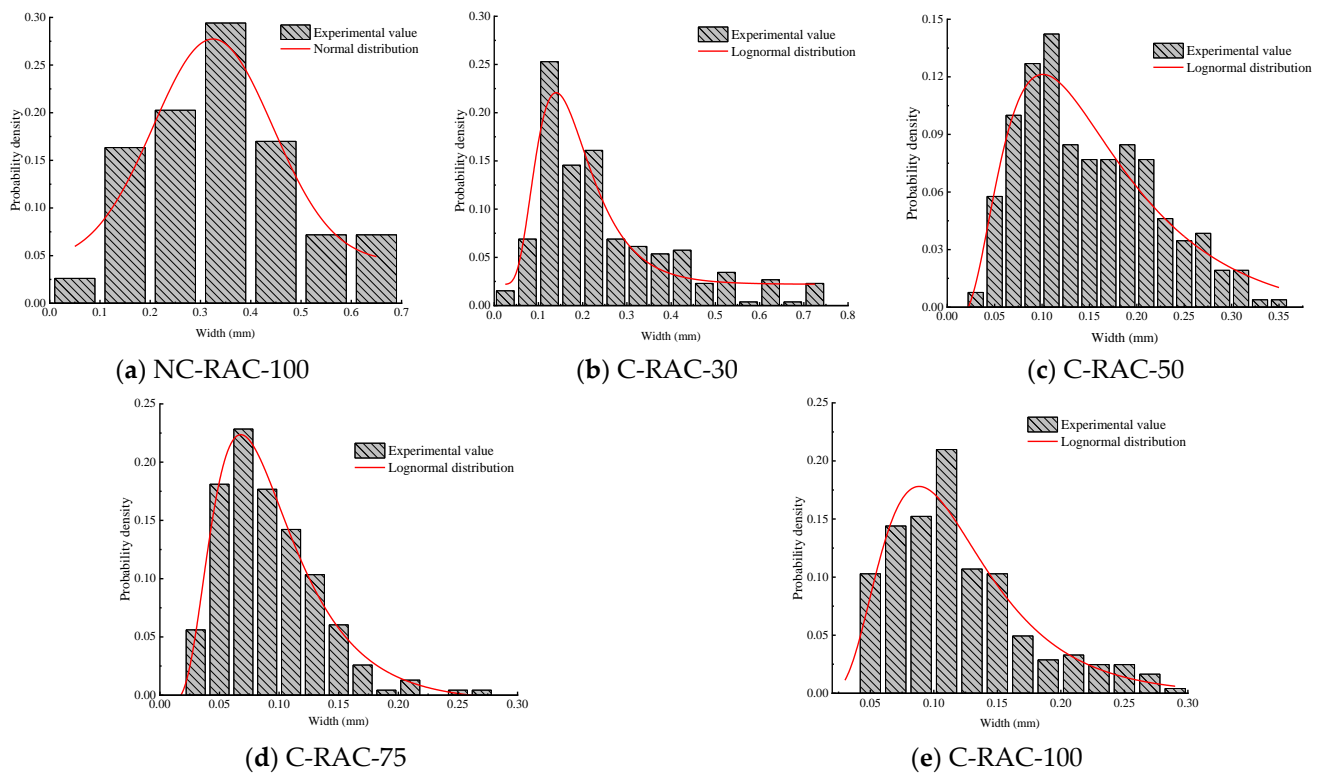 0.30
0.25
0.20
0.15
0.10
0.05
0.00
Probability density
Experimental value
Normal distribution
0.0 0.1 0.2 0.3 0.4 0.5 0.6 0.7
Width (mm)
(a) NC-RAC-100
0.30
0.25
0.20
0.15
0.10
0.05
0.00
Probability density
Experimental value
Lognormal distribution
0.0 0.1 0.2 0.3 0.4 0.5 0.6 0.7 0.8
Width (mm)
(b) C-RAC-30
0.15
0.12
0.09
0.06
0.03
0.00
Probability density
Experimental value
Lognormal distribution
0.00 0.05 0.10 0.15 0.20 0.25 0.30 0.35
Width (mm)
(c) C-RAC-50
0.25
0.20
0.15
0.10
0.05
0.00
Probability density
Experimental value
Lognormal distribution
0.00 0.05 0.10 0.15 0.20 0.30
Width (mm)
(d) C-RAC-75
0.25
0.20
0.15
0.10
0.05
0.00
Probability density
Experimental value
Lognormal distribution
0.05 0.10 0.15 0.20 0.25 0.30
Width (mm)
(e) C-RAC-100